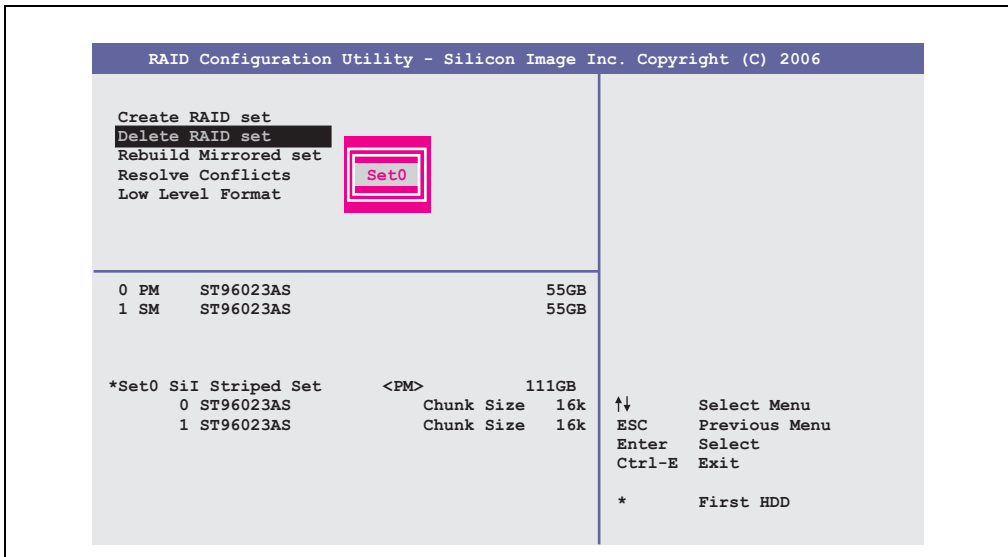 RAID Configuration Utility - Silicon Image Inc. Copyright (C) 2006
Create RAID set
Delete RAID set
Rebuild Mirrored set
Resolve Conflicts
Low Level Format
Set0
0 PM ST96023AS 55GB
1 SM ST96023AS 55GB
*Set0 SiI Striped Set <PM> 111GB
0 ST96023AS Chunk Size 16k
1 ST96023AS Chunk Size 16k
↑↓ Select Menu
ESC Previous Menu
Enter Select
Ctrl-E Exit
* First HDD